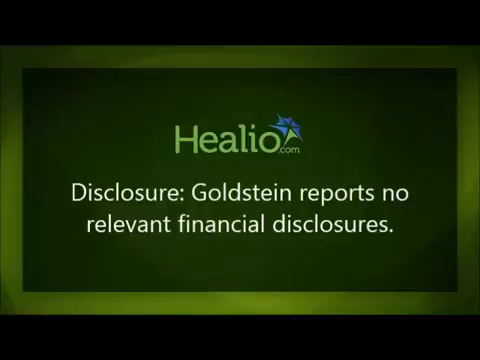 Healio.com
Disclosure: Goldstein reports no
relevant financial disclosures.